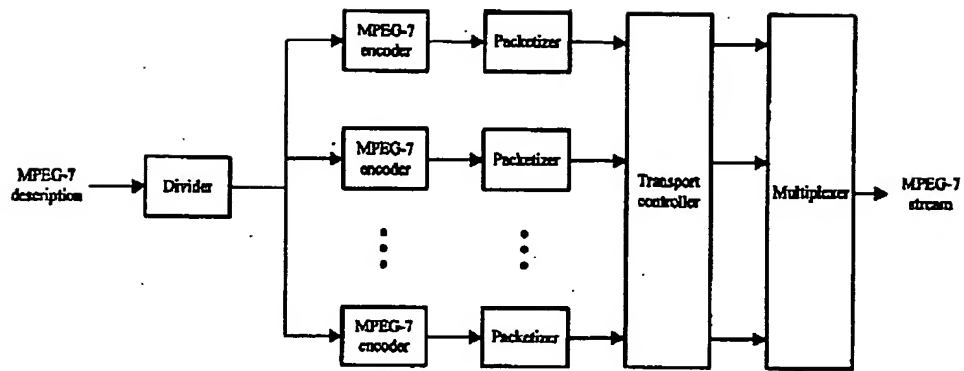 MPEG-7
encoder
Packetizer
MPEG-7
encoder
Packetizer
MPEG-7
description
Divider
Transport
controller
Multiplexer
MPEG-7
stream
MPEG-7
encoder
Packetizer